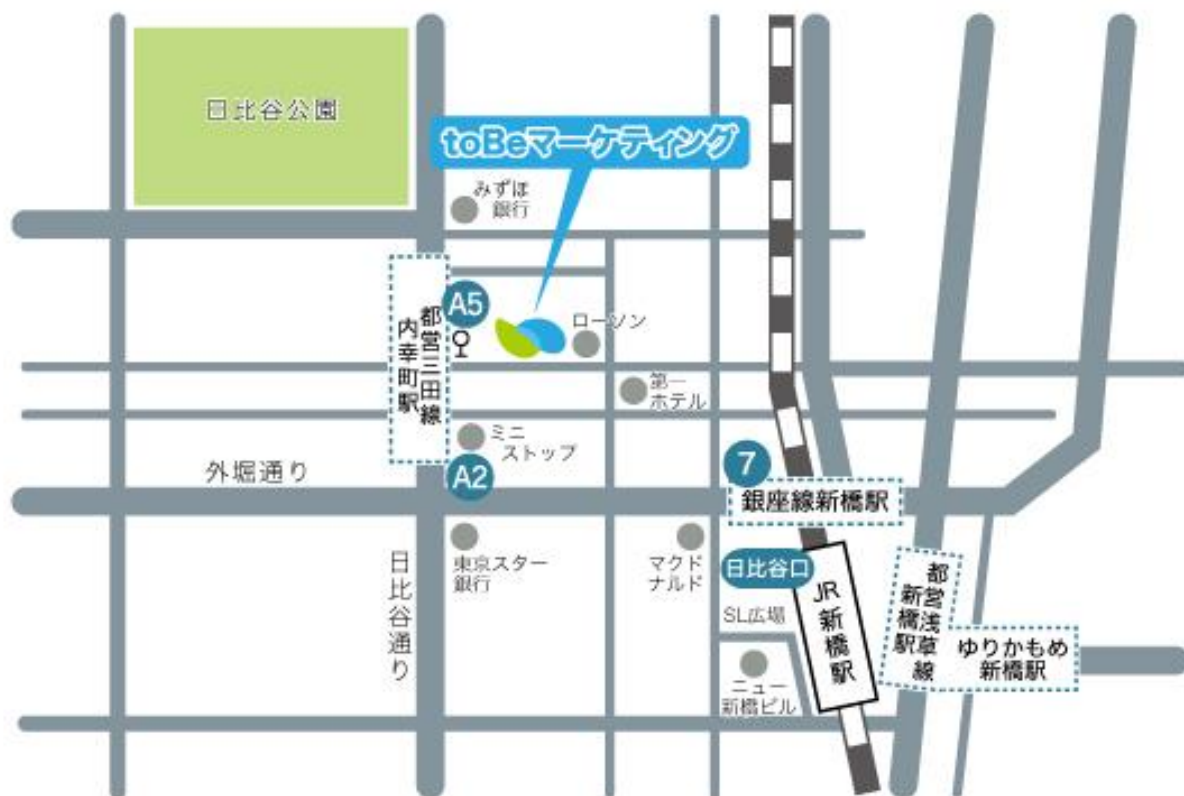 日比谷公園
toBeマーケティング
みずほ
銀行
A5
都営三田線
内幸町駅
ローソン
第一
ホテル
ミニ
ストップ
A2
外堀通り
7
銀座線新橋駅
東京スター
銀行
マクド
ナルド
日比谷口
日比谷通り
SL広場
JR新橋駅
都営浅草線
新橋駅
ゆりかもめ
新橋駅
ニュー
新橋ビル